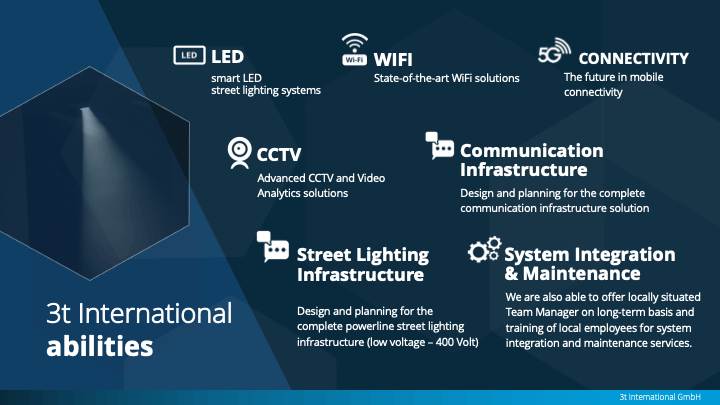 LED
LED
smart LED
street lighting systems
Wi-Fi
WIFI
State-of-the-art WiFi solutions
5G
CONNECTIVITY
The future in mobile
connectivity
CCTV
Advanced CCTV and Video
Analytics solutions
Communication
Infrastructure
Design and planning for the complete
communication infrastructure solution
Street Lighting
Infrastructure
Design and planning for the
complete powerline street lighting
infrastructure (low voltage – 400 Volt)
System Integration
& Maintenance
We are also able to offer locally situated
Team Manager on long-term basis and
training of local employees for system
integration and maintenance services.
3t International
abilities
3t International GmbH